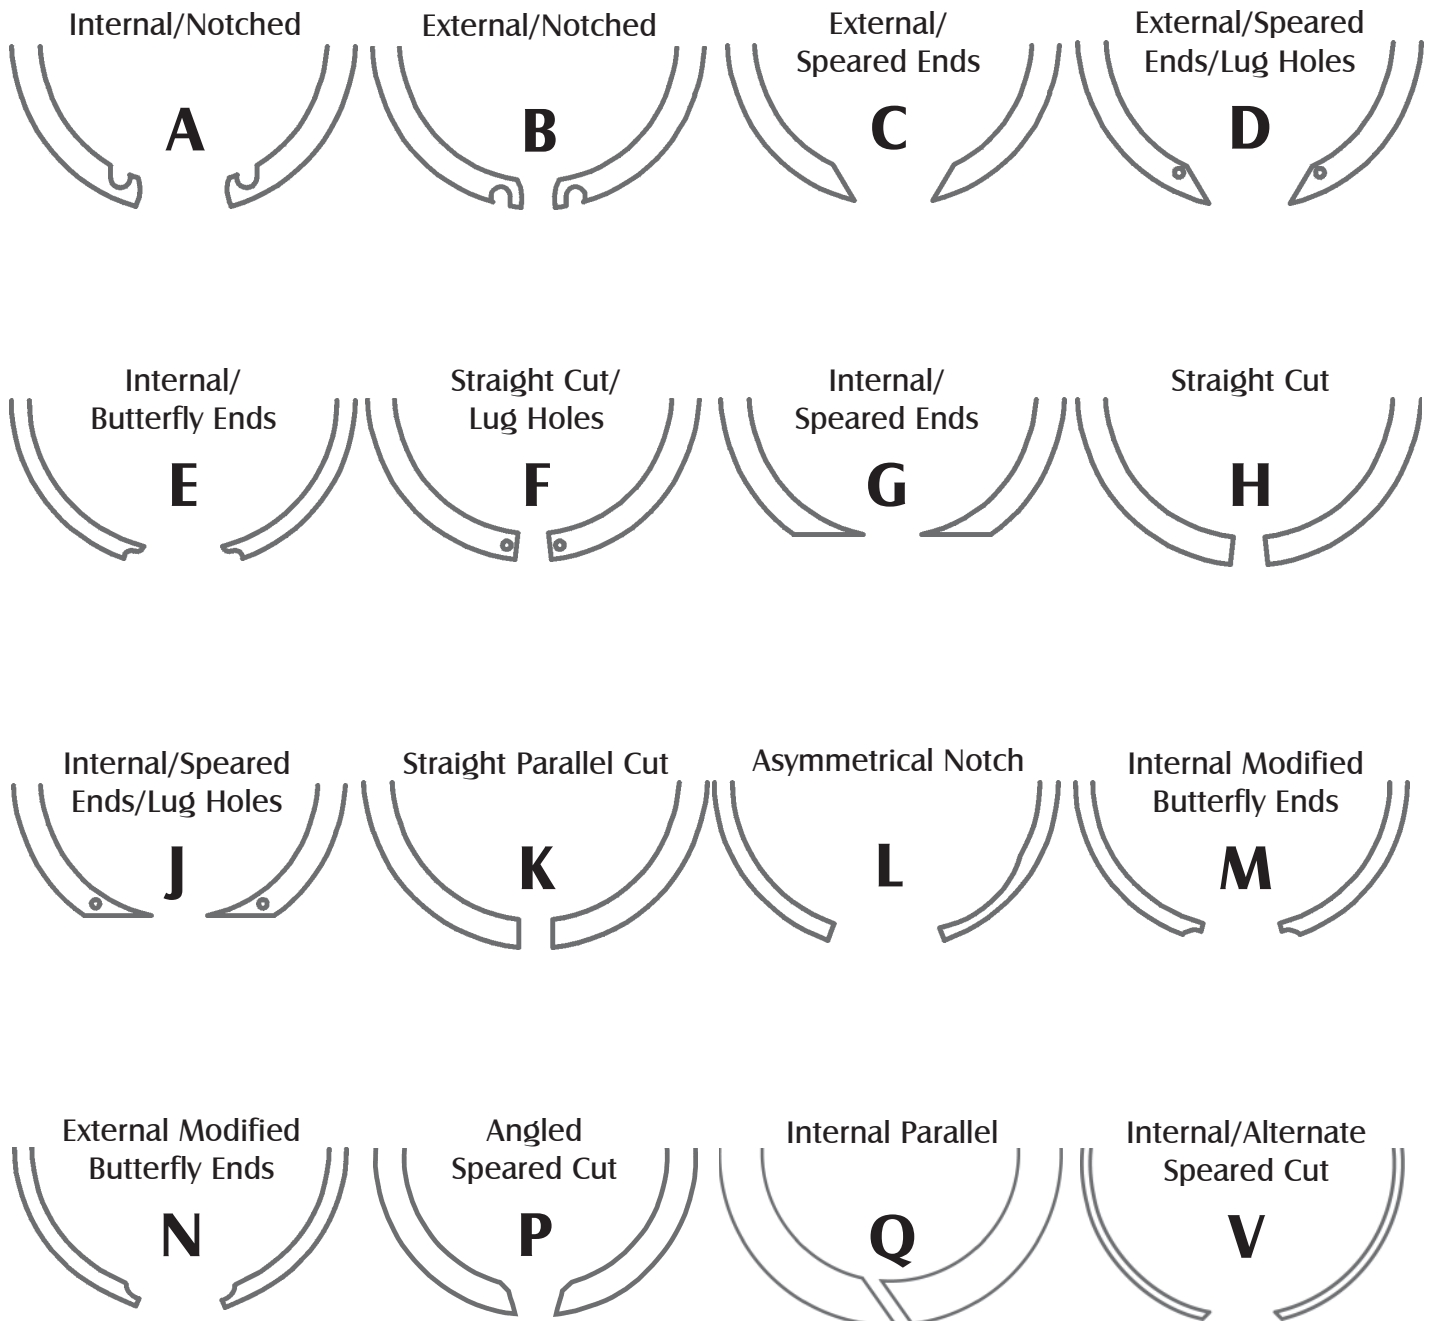 Internal/Notched
A
External/Notched
B
External/
Speared Ends
C
External/Speared
Ends/Lug Holes
D
Internal/
Butterfly Ends
E
Straight Cut/
Lug Holes
F
Internal/
Speared Ends
G
Straight Cut
H
Internal/Speared
Ends/Lug Holes
J
Straight Parallel Cut
K
Asymmetrical Notch
L
Internal Modified
Butterfly Ends
M
External Modified
Butterfly Ends
N
Angled
Speared Cut
P
Internal Parallel
Q
Internal/Alternate
Speared Cut
V